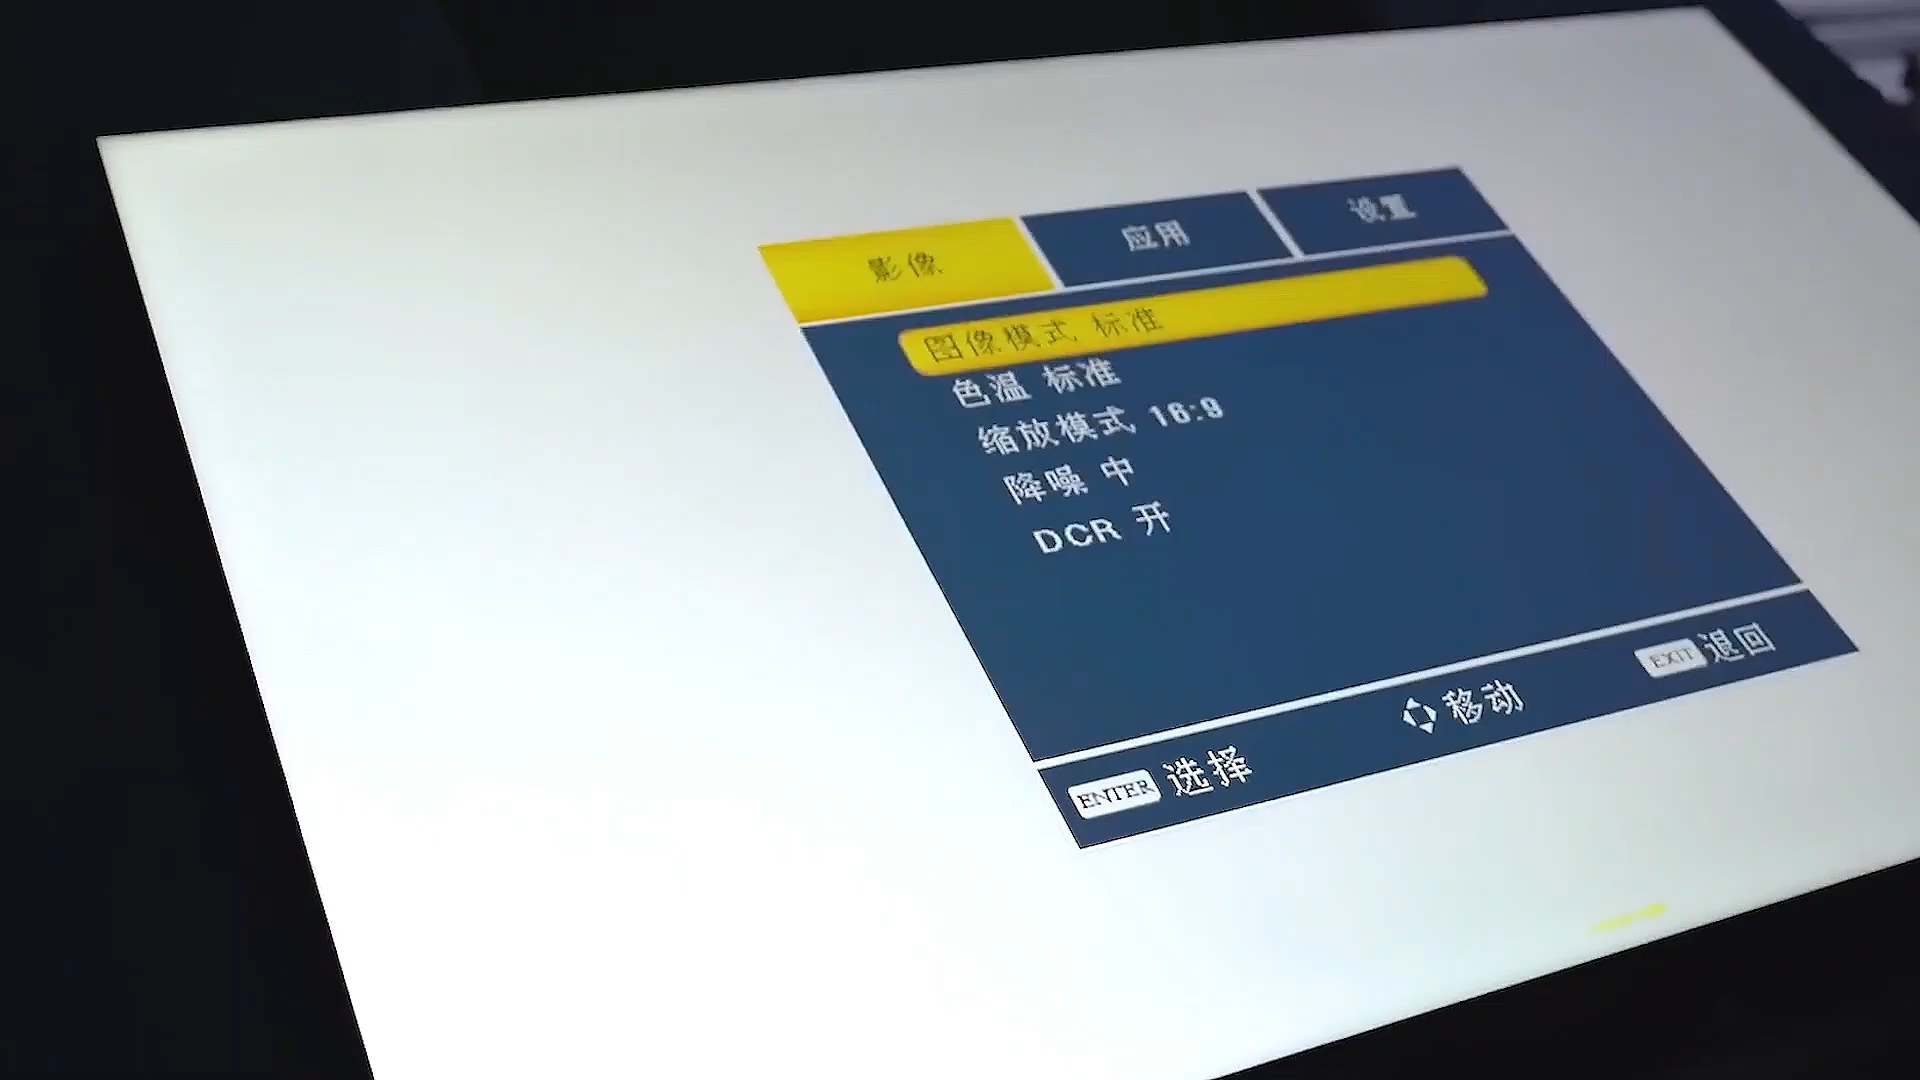 影像 应用 设置
图像模式 标准
色温 标准
缩放模式 16:9
降噪 中
DCR 开
ENTER 选择 移动 EXIT 退回